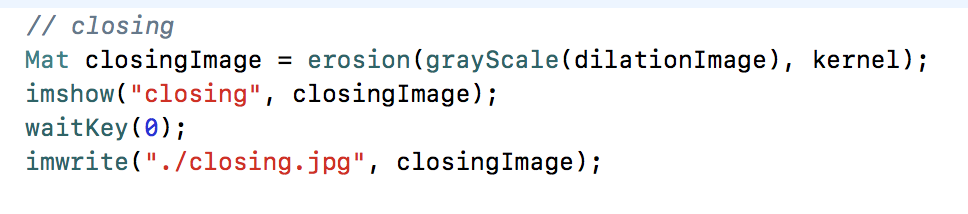 // closing
Mat closingImage = erosion(grayScale(dilationImage), kernel);
imshow("closing", closingImage);
waitKey(0);
imwrite("./closing.jpg", closingImage);